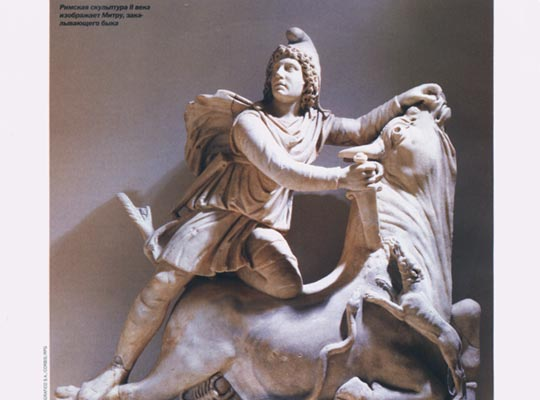 Римская скульптура II века
изображает Митру, зака-
лывающего быка